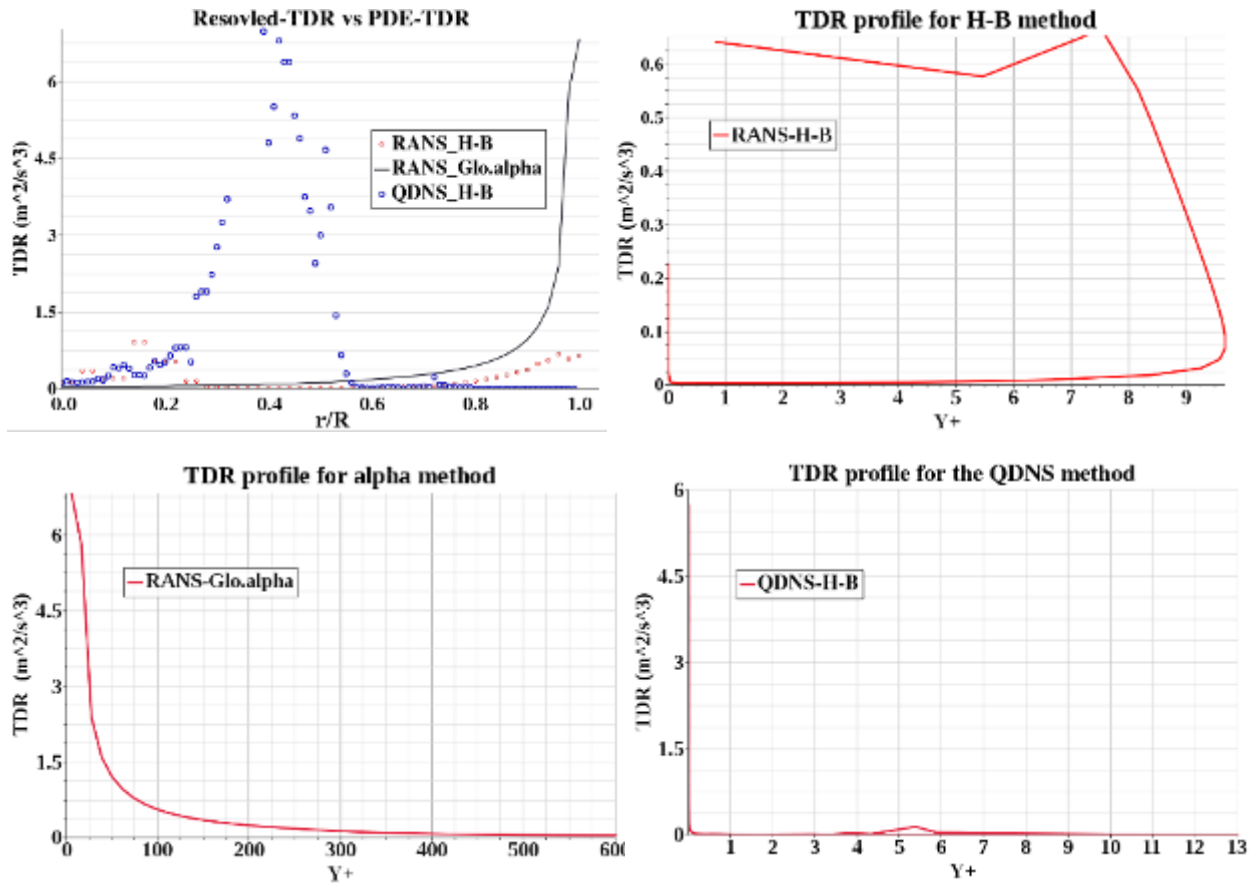 Resovled-TDR vs PDE-TDR
TDR (m^2/s^3)
6
4.5
3
1.5
0
RANS_H-B
RANS_Glo.alpha
QDNS_H-B
0.0 0.2 0.4 0.6 0.8 1.0
r/R
TDR profile for H-B method
TDR (m^2/s^3)
0.6
0.5
0.4
0.3
0.2
0.1
0
RANS-H-B
0 1 2 3 4 5 6 7 8 9
Y+
TDR profile for alpha method
TDR (m^2/s^3)
6
4.5
3
1.5
0
RANS-Glo.alpha
0 100 200 300 400 500 600
Y+
TDR profile for the QDNS method
TDR (m^2/s^3)
6
4.5
3
1.5
0
QDNS-H-B
1 2 3 4 5 6 7 8 9 10 11 12 13
Y+